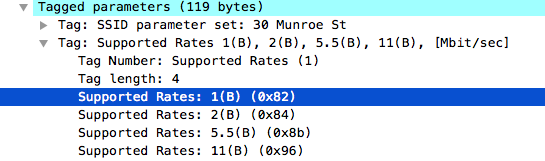 Tagged parameters (119 bytes)
Tag: SSID parameter set: 30 Munroe St
Tag: Supported Rates 1(B), 2(B), 5.5(B), 11(B), [Mbit/sec]
Tag Number: Supported Rates (1)
Tag length: 4
Supported Rates: 1(B) (0x82)
Supported Rates: 2(B) (0x84)
Supported Rates: 5.5(B) (0x8b)
Supported Rates: 11(B) (0x96)